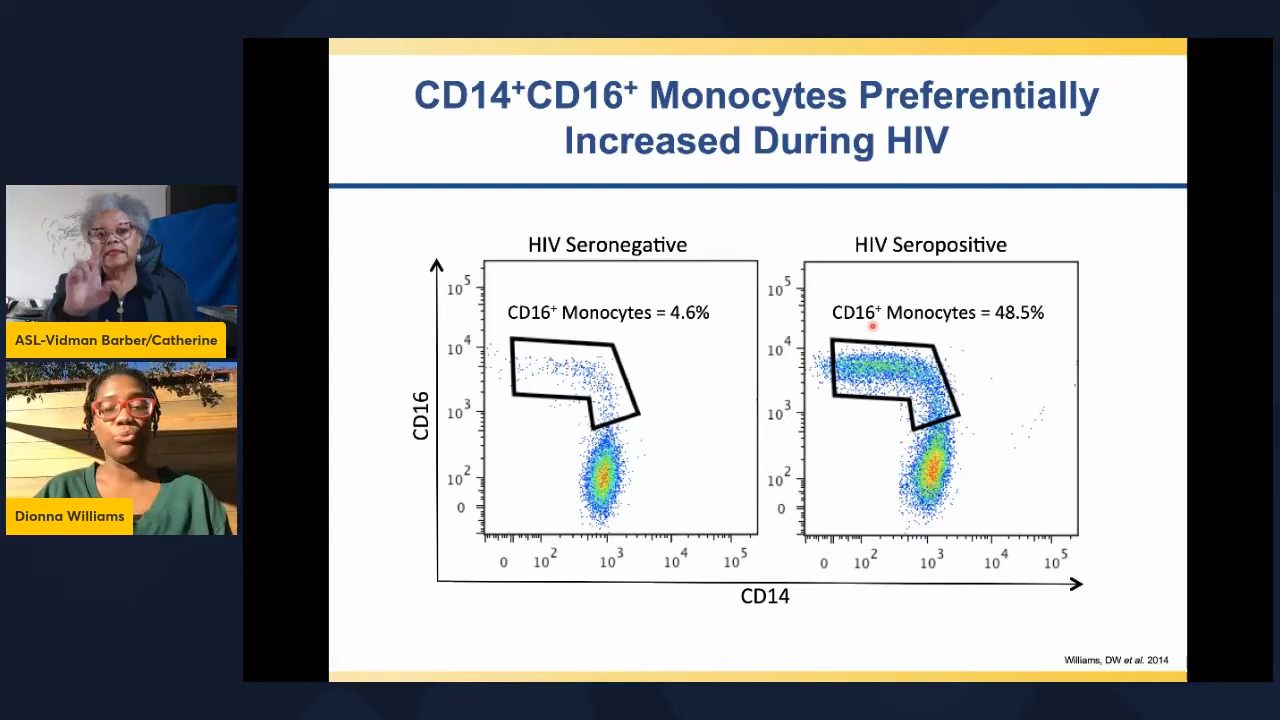 CD14⁺CD16⁺ Monocytes Preferentially
Increased During HIV
HIV Seronegative
HIV Seropositive
CD16⁺ Monocytes = 4.6%
CD16⁺ Monocytes = 48.5%
10⁵
10⁴
10³
10²
0
0 10² 10³ 10⁴ 10⁵
10⁵
10⁴
10³
10²
0
0 10² 10³ 10⁴ 10⁵
CD16
CD14
Williams, DW et al. 2014
ASL-Vidman Barber/Catherine
Dionna Williams